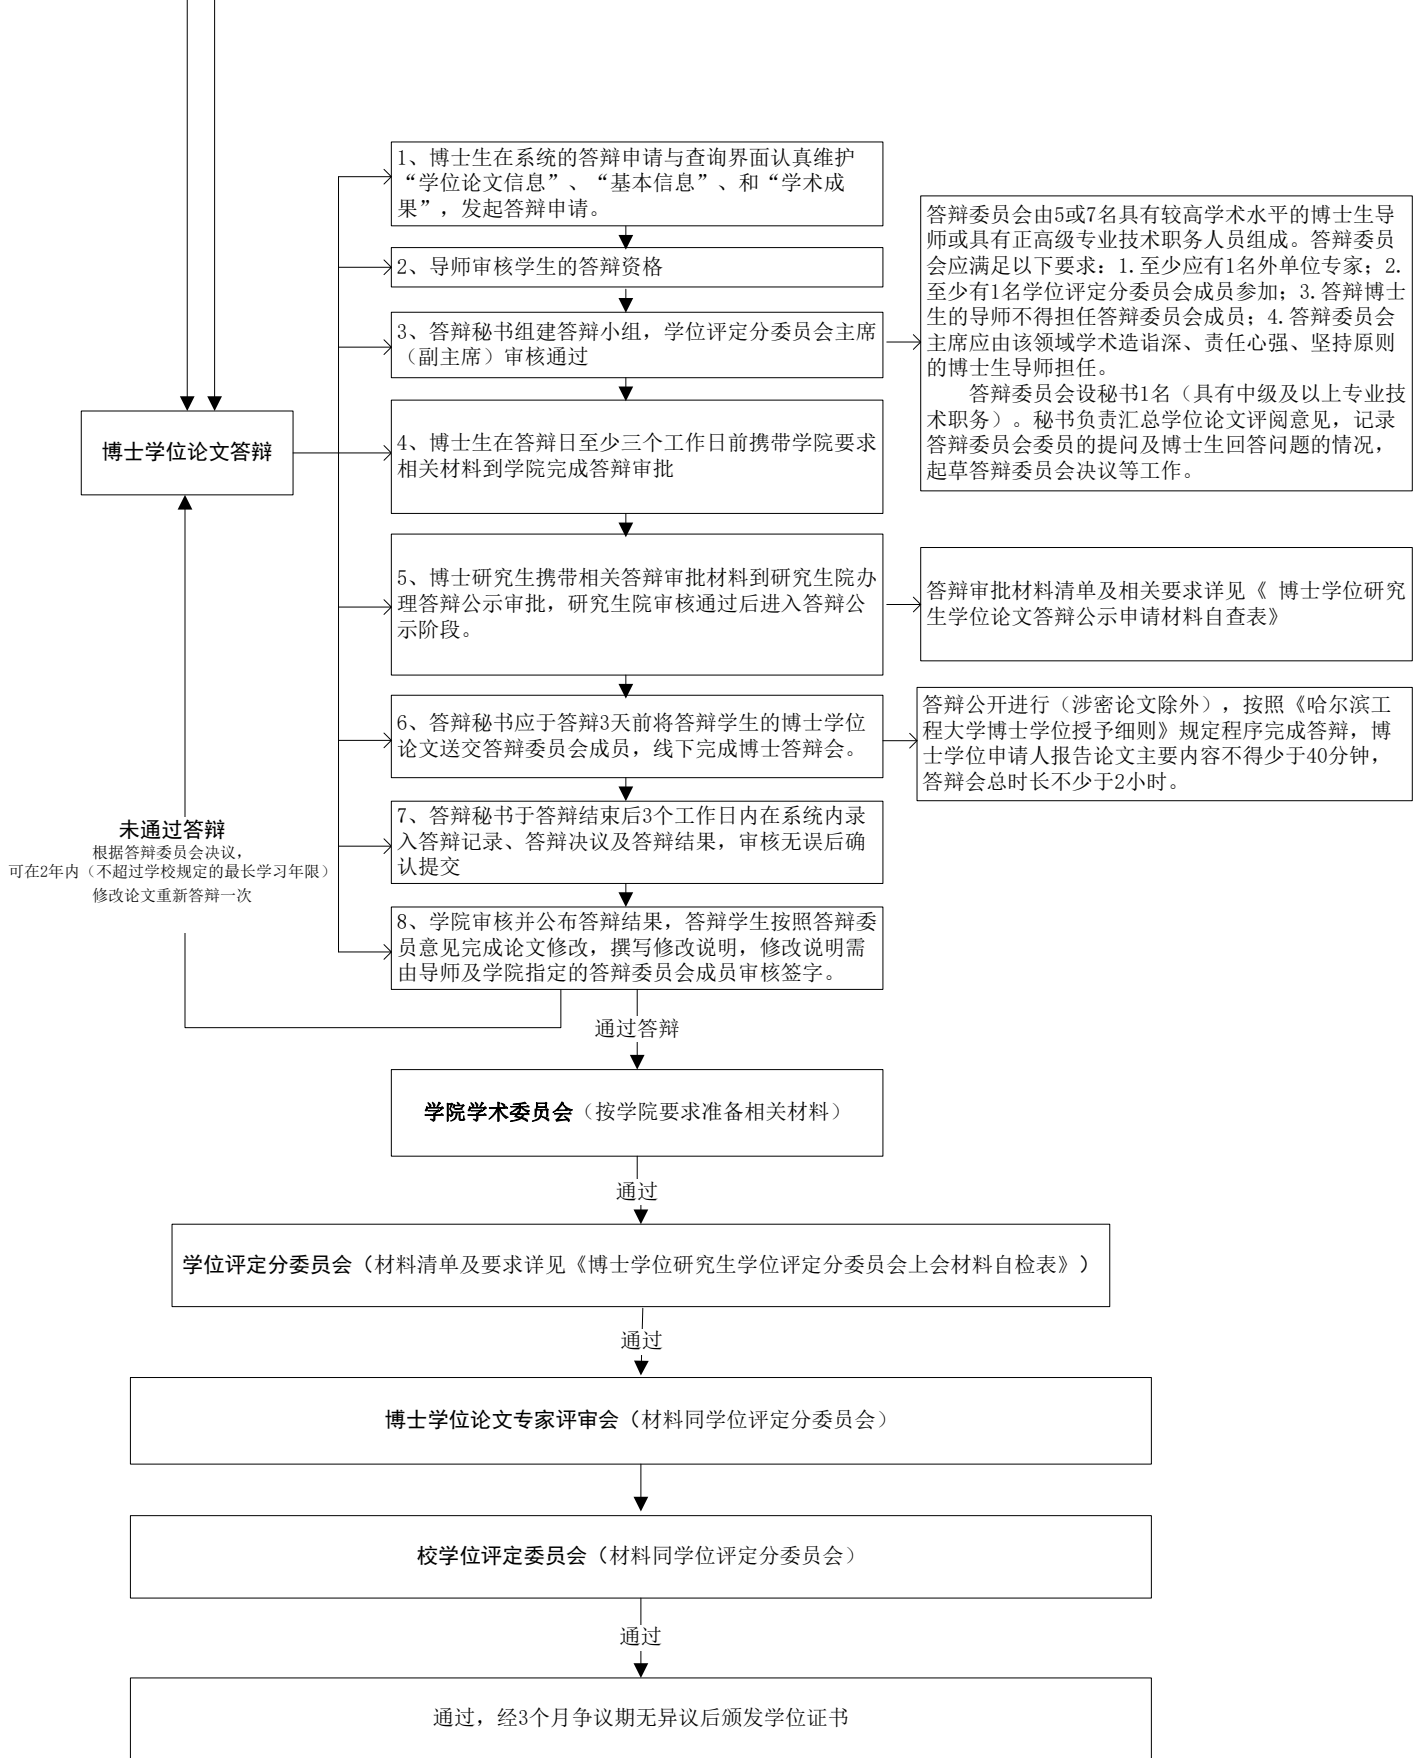 1、博士生在系统的答辩申请与查询界面认真维护
“学位论文信息”、“基本信息”、和“学术成
果”，发起答辩申请。
2、导师审核学生的答辩资格
3、答辩秘书组建答辩小组，学位评定分委员会主席
（副主席）审核通过
答辩委员会由5或7名具有较高学术水平的博士生导
师或具有正高级专业技术职务人员组成。答辩委员
会应满足以下要求：1.至少应有1名外单位专家；2.
至少有1名学位评定分委员会成员参加；3.答辩博士
生的导师不得担任答辩委员会成员；4.答辩委员会
主席应由该领域学术造诣深、责任心强、坚持原则
的博士生导师担任。
答辩委员会设秘书1名（具有中级及以上专业技
术职务）。秘书负责汇总学位论文评阅意见，记录
答辩委员会委员的提问及博士生回答问题的情况，
起草答辩委员会决议等工作。
博士学位论文答辩
4、博士生在答辩日至少三个工作日前携带学院要求
相关材料到学院完成答辩审批
5、博士研究生携带相关答辩审批材料到研究生院办
理答辩公示审批，研究生院审核通过后进入答辩公
示阶段。
答辩审批材料清单及相关要求详见《 博士学位研究
生学位论文答辩公示申请材料自查表》
6、答辩秘书应于答辩3天前将答辩学生的博士学位
论文送交答辩委员会成员，线下完成博士答辩会。
答辩公开进行（涉密论文除外），按照《哈尔滨工
程大学博士学位授予细则》规定程序完成答辩，博
士学位申请人报告论文主要内容不得少于40分钟，
答辩会总时长不少于2小时。
7、答辩秘书于答辩结束后3个工作日内在系统内录
入答辩记录、答辩决议及答辩结果，审核无误后确
认提交
未通过答辩
根据答辩委员会决议，
可在2年内（不超过学校规定的最长学习年限）
修改论文重新答辩一次
8、学院审核并公布答辩结果，答辩学生按照答辩委
员意见完成论文修改，撰写修改说明，修改说明需
由导师及学院指定的答辩委员会成员审核签字。
通过答辩
学院学术委员会（按学院要求准备相关材料）
通过
学位评定分委员会（材料清单及要求详见《博士学位研究生学位评定分委员会上会材料自检表》）
通过
博士学位论文专家评审会（材料同学位评定分委员会）
校学位评定委员会（材料同学位评定分委员会）
通过
通过，经3个月争议期无异议后颁发学位证书